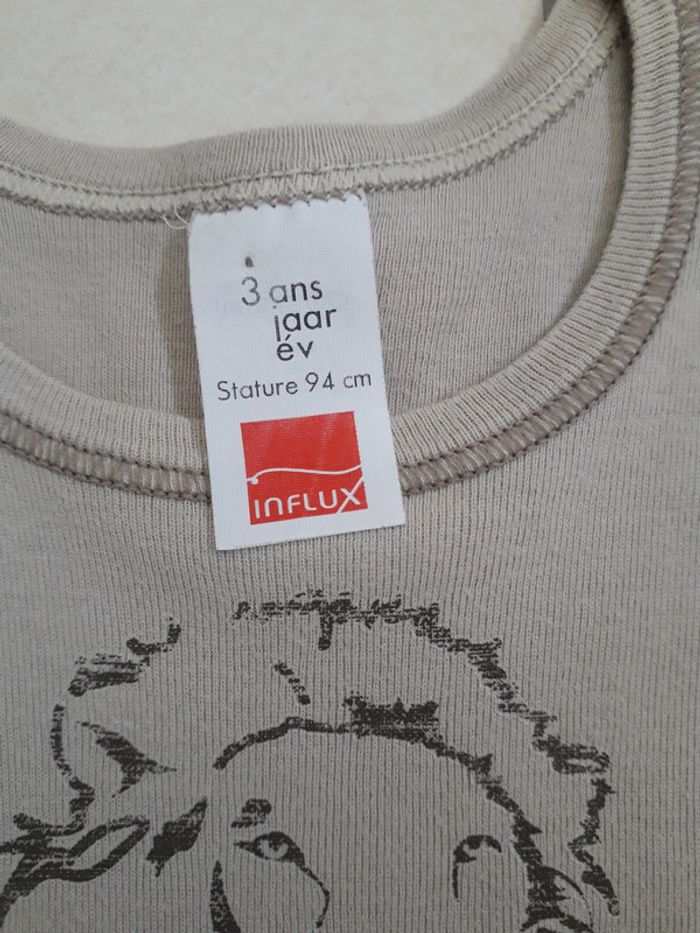 3 ans
jaar
év
Stature 94 cm
INFLUX